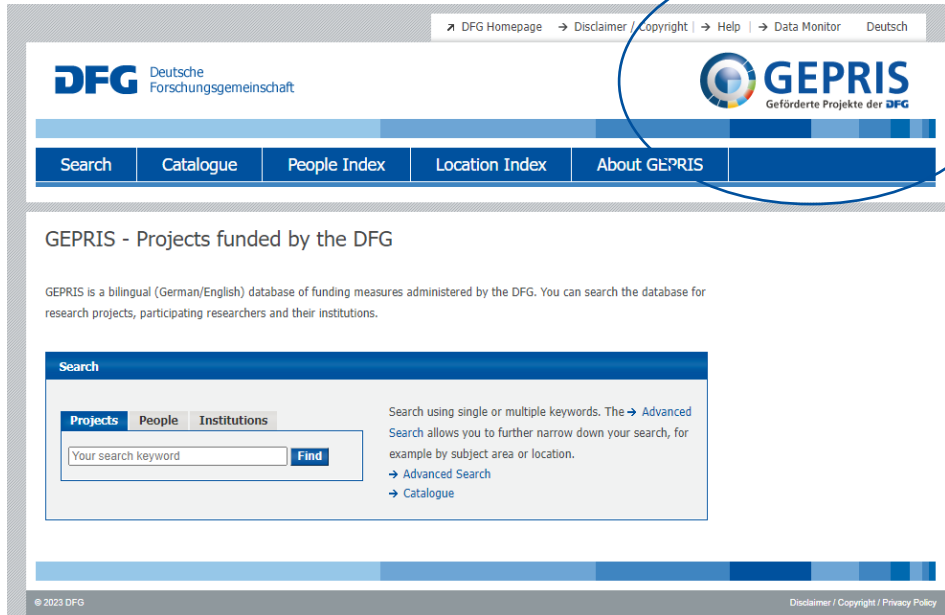 DFG Homepage Disclaimer / Copyright | Help | Data Monitor Deutsch
DFG Deutsche
Forschungsgemeinschaft
GEPRIS
Geförderte Projekte der DFG
Search Catalogue People Index Location Index About GEPRIS
GEPRIS - Projects funded by the DFG
GEPRIS is a bilingual (German/English) database of funding measures administered by the DFG. You can search the database for
research projects, participating researchers and their institutions.
Search
Projects People Institutions
Your search keyword Find
Search using single or multiple keywords. The → Advanced
Search allows you to further narrow down your search, for
example by subject area or location.
→ Advanced Search
→ Catalogue
© 2023 DFG Disclaimer / Copyright / Privacy Policy